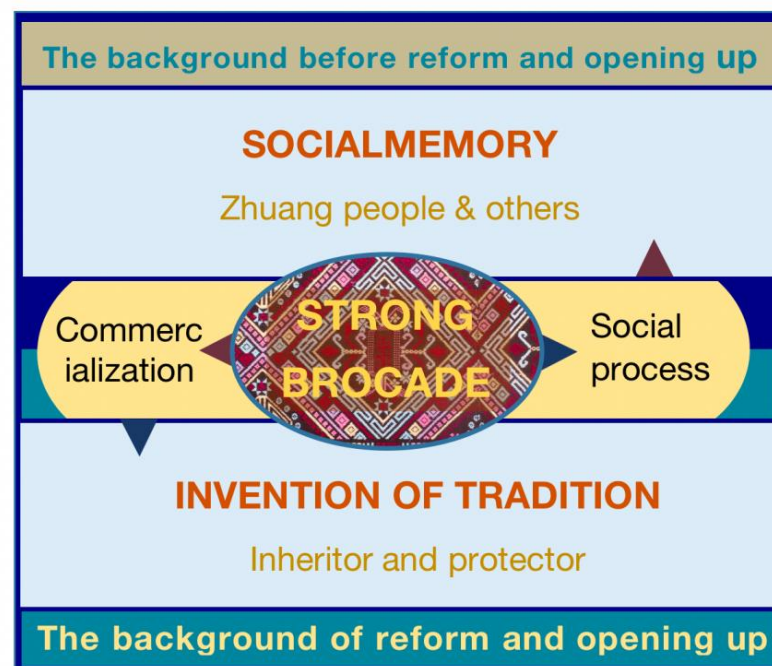 The background before reform and opening up
SOCIALMEMORY
Zhuang people & others
Commerc
ialization
STRONG
BROCADE
Social
process
INVENTION OF TRADITION
Inheritor and protector
The background of reform and opening up